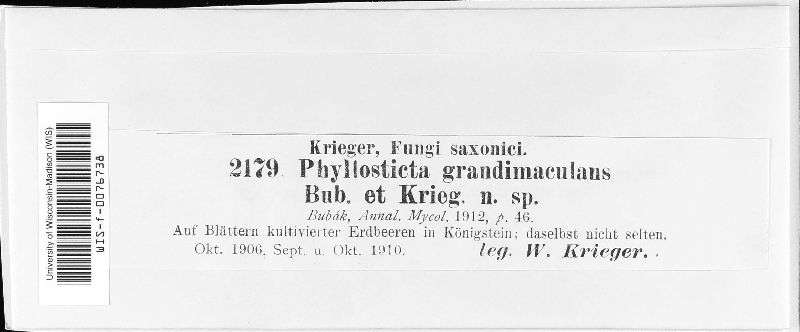 University of Wisconsin-Madison (WIS)
WIS-f-0076738
Krieger, Fungi saxonici.
2179. Phyllosticta grandimaculans
Bub. et Krieg. n. sp.
Bubák, Annal. Mycol. 1912, p. 46.
Auf Blättern kultivierter Erdbeeren in Königstein; daselbst nicht selten.
Okt. 1906, Sept. u. Okt. 1910. leg. W. Krieger.